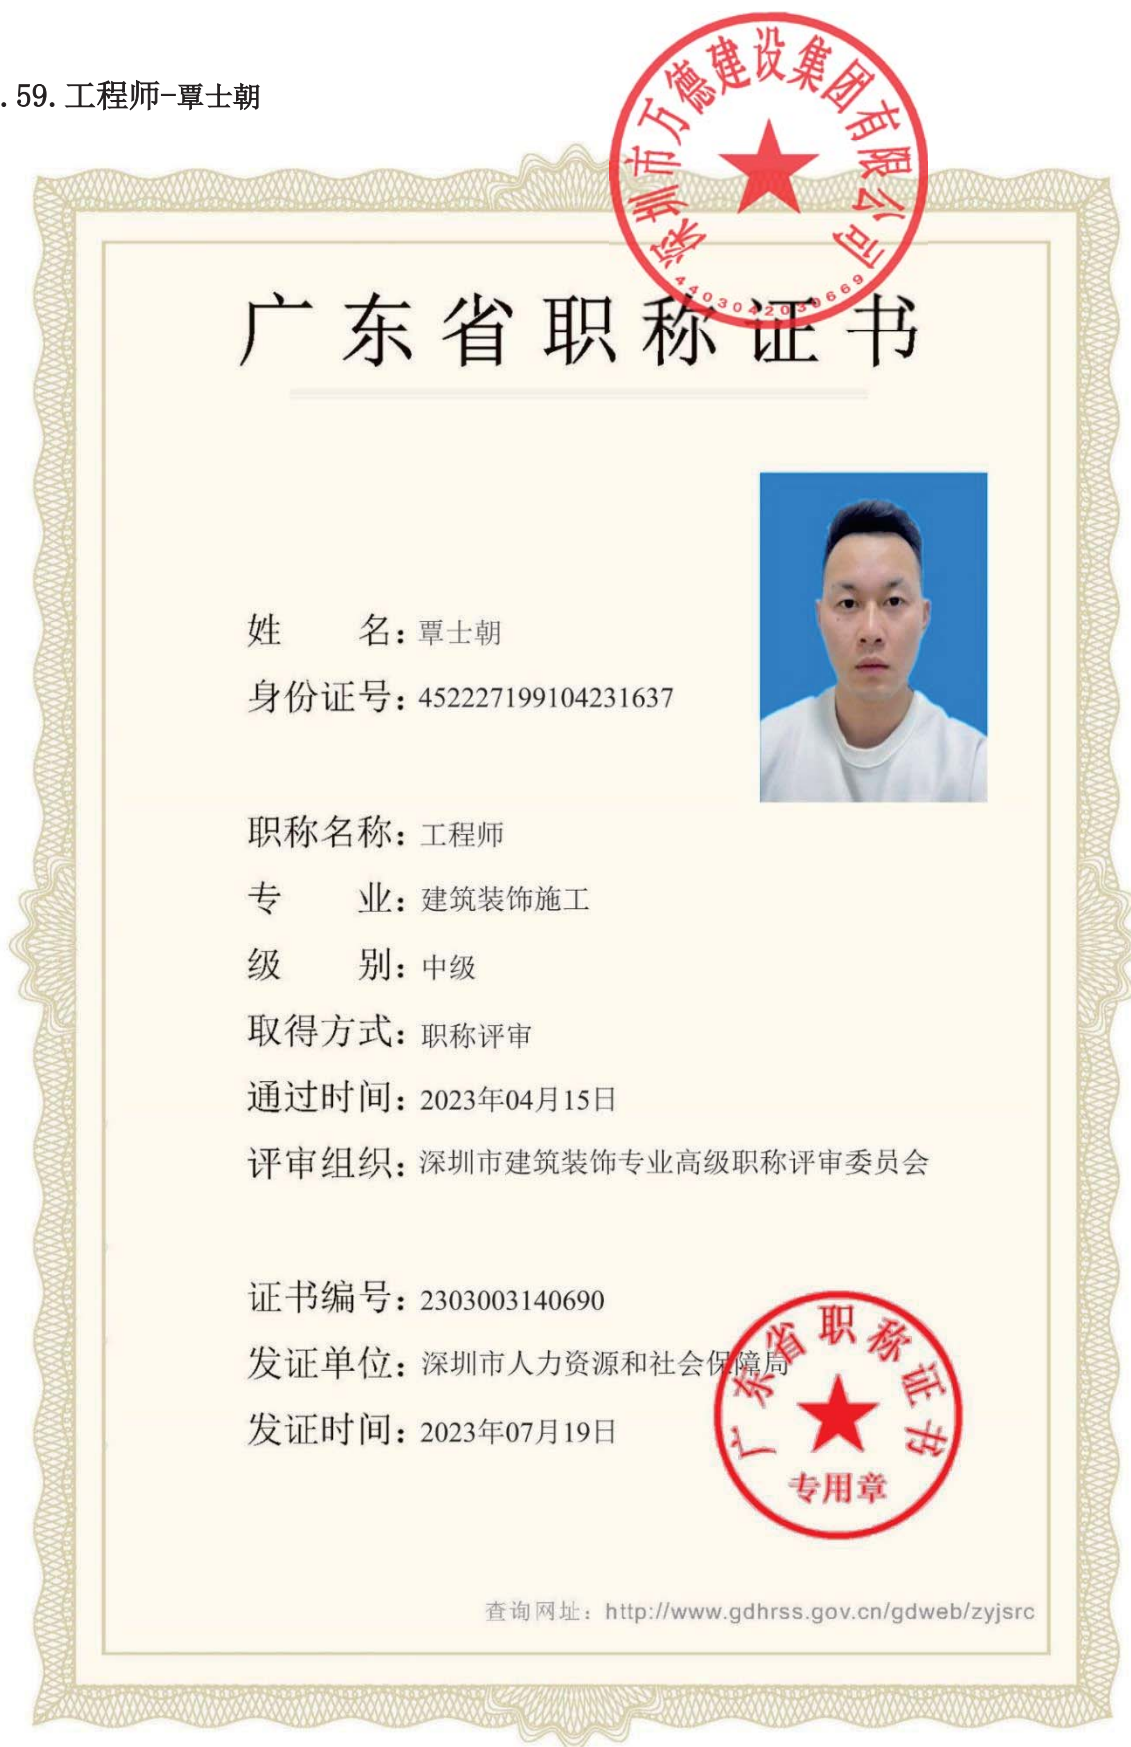 .59.工程师-覃士朝
深圳市万德建设集团有限公司
4403042030669
广东省职称证书
姓名：覃士朝
身份证号：452227199104231637
职称名称：工程师
专业：建筑装饰施工
级别：中级
取得方式：职称评审
通过时间：2023年04月15日
评审组织：深圳市建筑装饰专业高级职称评审委员会
证书编号：2303003140690
发证单位：深圳市人力资源和社会保障局
发证时间：2023年07月19日
广东省职称证书
专用章
查询网址：http://www.gdhrss.gov.cn/gdweb/zyjsrc